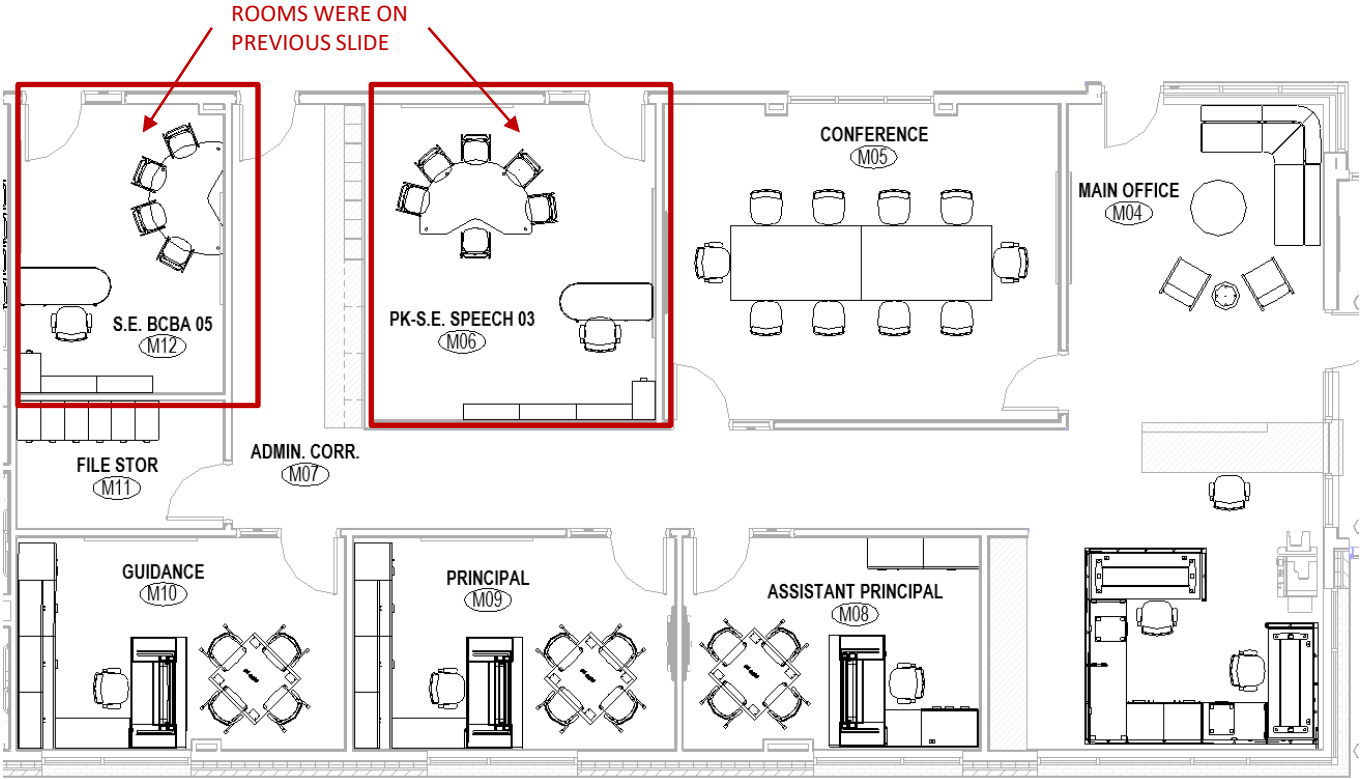 ROOMS WERE ON
PREVIOUS SLIDE
CONFERENCE
M05
MAIN OFFICE
M04
S.E. BCBA 05
M12
PK-S.E. SPEECH 03
M06
FILE STOR
M11
ADMIN. CORR.
M07
GUIDANCE
M10
PRINCIPAL
M09
ASSISTANT PRINCIPAL
M08